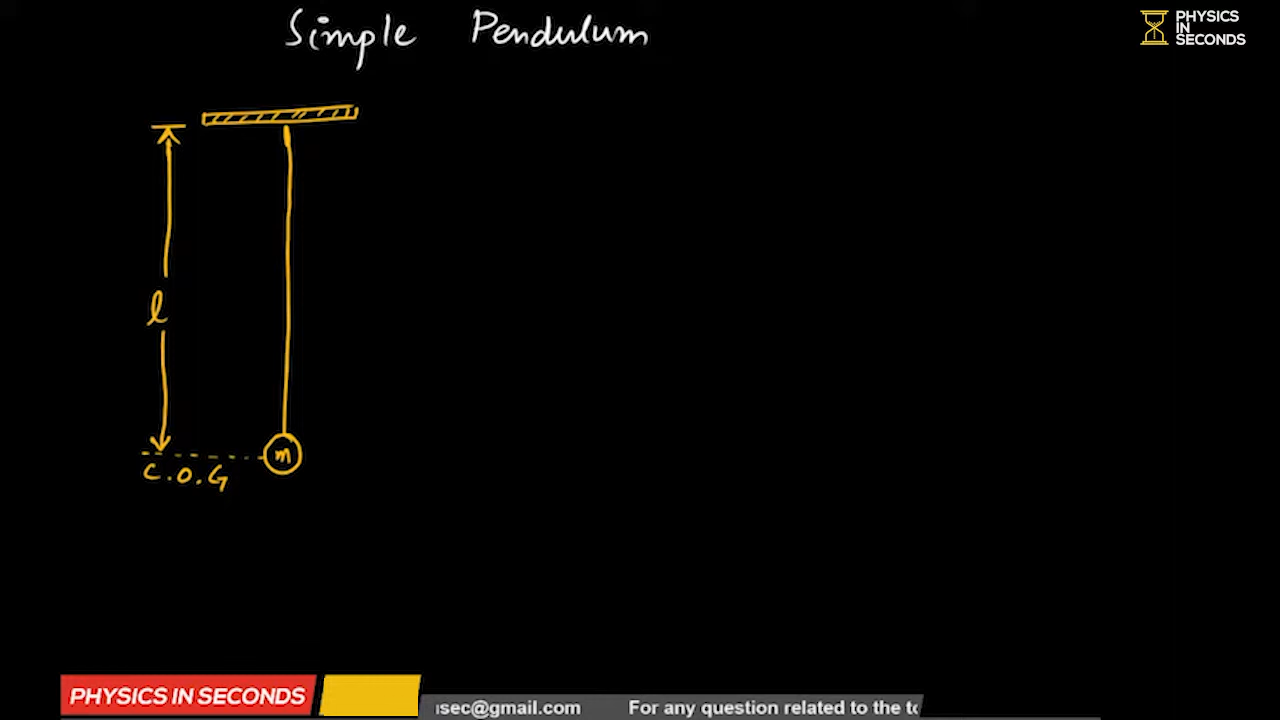 Simple Pendulum
PHYSICS
IN
SECONDS
l
m
C.O.G
PHYSICS IN SECONDS
sec@gmail.com For any question related to the